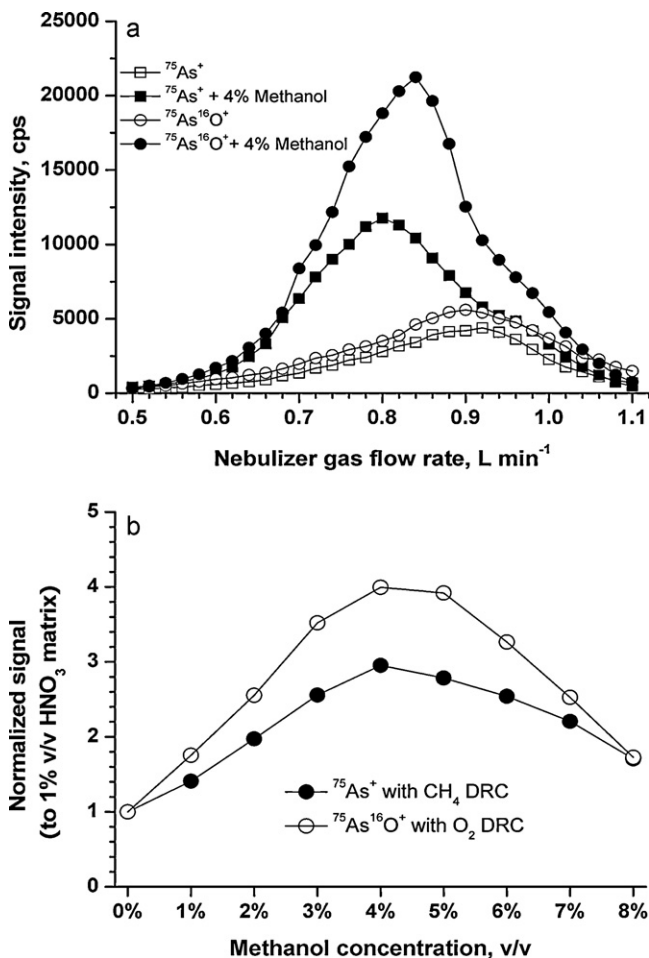 a
25000
20000
15000
10000
5000
0
Signal intensity, cps
⁷⁵As⁺
⁷⁵As⁺ + 4% Methanol
⁷⁵As¹⁶O⁺
⁷⁵As¹⁶O⁺ + 4% Methanol
0.5 0.6 0.7 0.8 0.9 1.0 1.1
Nebulizer gas flow rate, L min⁻¹
b
5
4
3
2
1
0
Normalized signal
(to 1% v/v HNO₃ matrix)
⁷⁵As⁺ with CH₄ DRC
⁷⁵As¹⁶O⁺ with O₂ DRC
0% 1% 2% 3% 4% 5% 6% 7% 8%
Methanol concentration, v/v